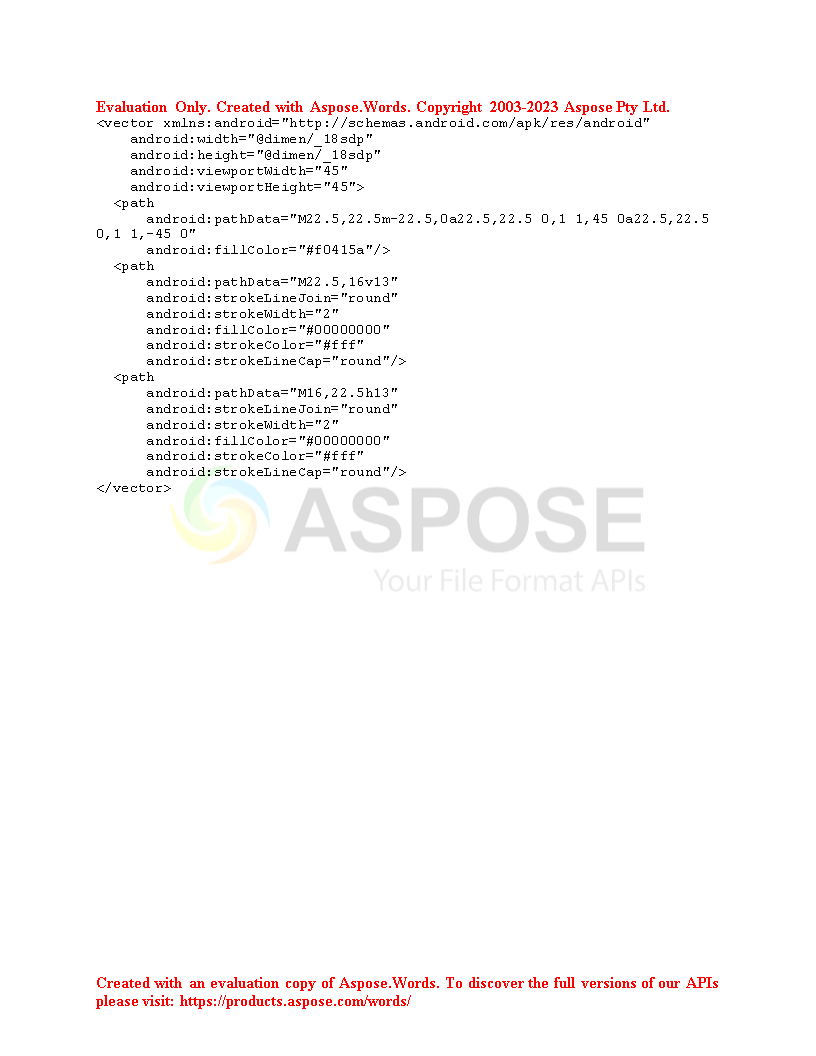 Evaluation Only. Created with Aspose.Words. Copyright 2003-2023 Aspose Pty Ltd.
<vector xmlns:android="http://schemas.android.com/apk/res/android"
    android:width="@dimen/_18sdp"
    android:height="@dimen/_18sdp"
    android:viewportWidth="45"
    android:viewportHeight="45">
  <path
      android:pathData="M22.5,22.5m-22.5,0a22.5,22.5 0,1 1,45 0a22.5,22.5
0,1 1,-45 0"
      android:fillColor="#f0415a"/>
  <path
      android:pathData="M22.5,16v13"
      android:strokeLineJoin="round"
      android:strokeWidth="2"
      android:fillColor="#00000000"
      android:strokeColor="#fff"
      android:strokeLineCap="round"/>
  <path
      android:pathData="M16,22.5h13"
      android:strokeLineJoin="round"
      android:strokeWidth="2"
      android:fillColor="#00000000"
      android:strokeColor="#fff"
      android:strokeLineCap="round"/>
</vector>
ASPOSE
Your File Format APIs
Created with an evaluation copy of Aspose.Words. To discover the full versions of our APIs
please visit: https://products.aspose.com/words/